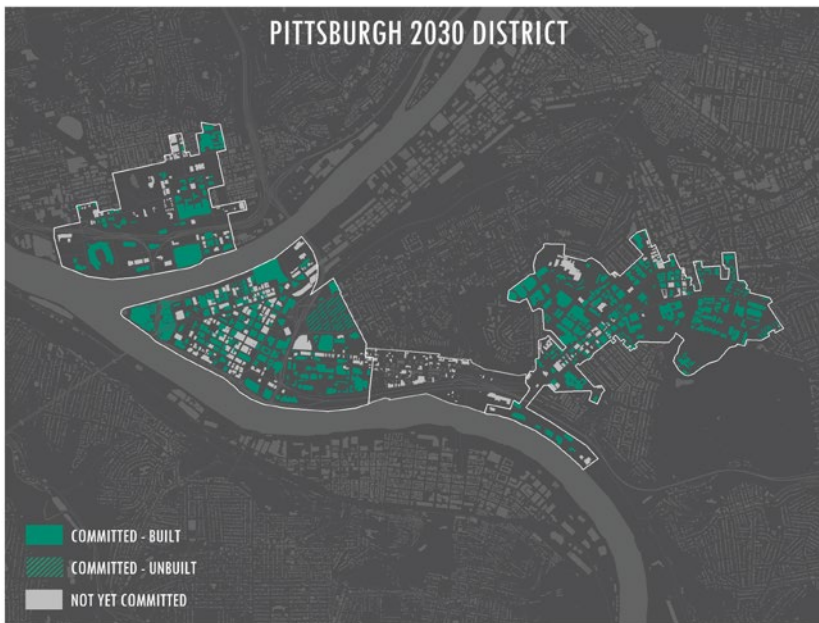 PITTSBURGH 2030 DISTRICT
COMMITTED - BUILT
COMMITTED - UNBUILT
NOT YET COMMITTED